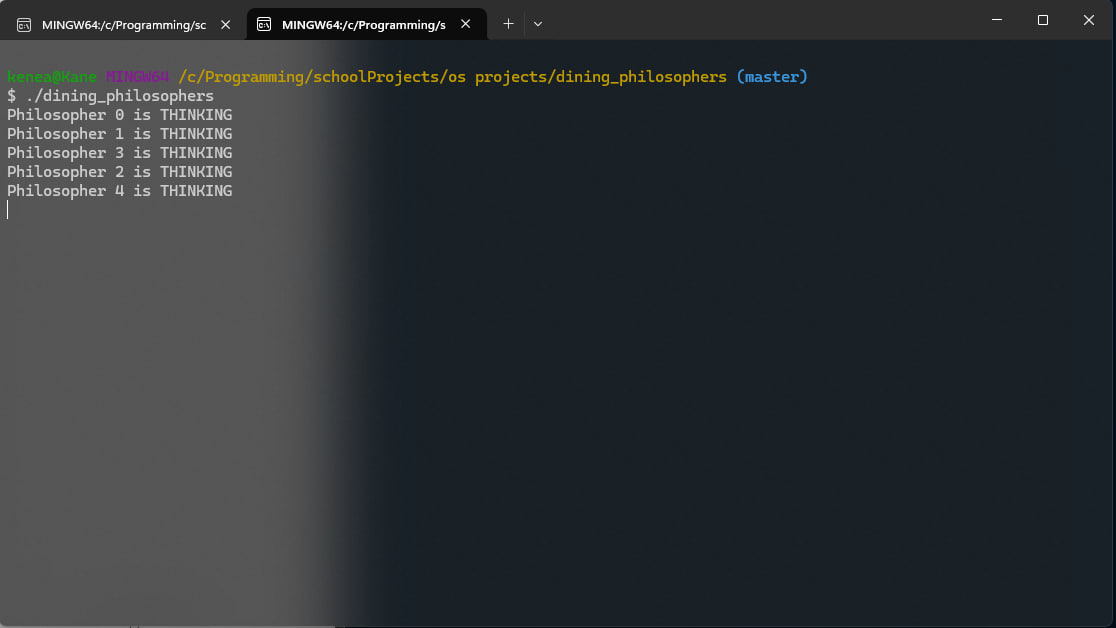 MINGW64:/c/Programming/sc
MINGW64:/c/Programming/s
kenea@Kane MINGW64 /c/Programming/schoolProjects/os projects/dining_philosophers (master)
$ ./dining_philosophers
Philosopher 0 is THINKING
Philosopher 1 is THINKING
Philosopher 3 is THINKING
Philosopher 2 is THINKING
Philosopher 4 is THINKING